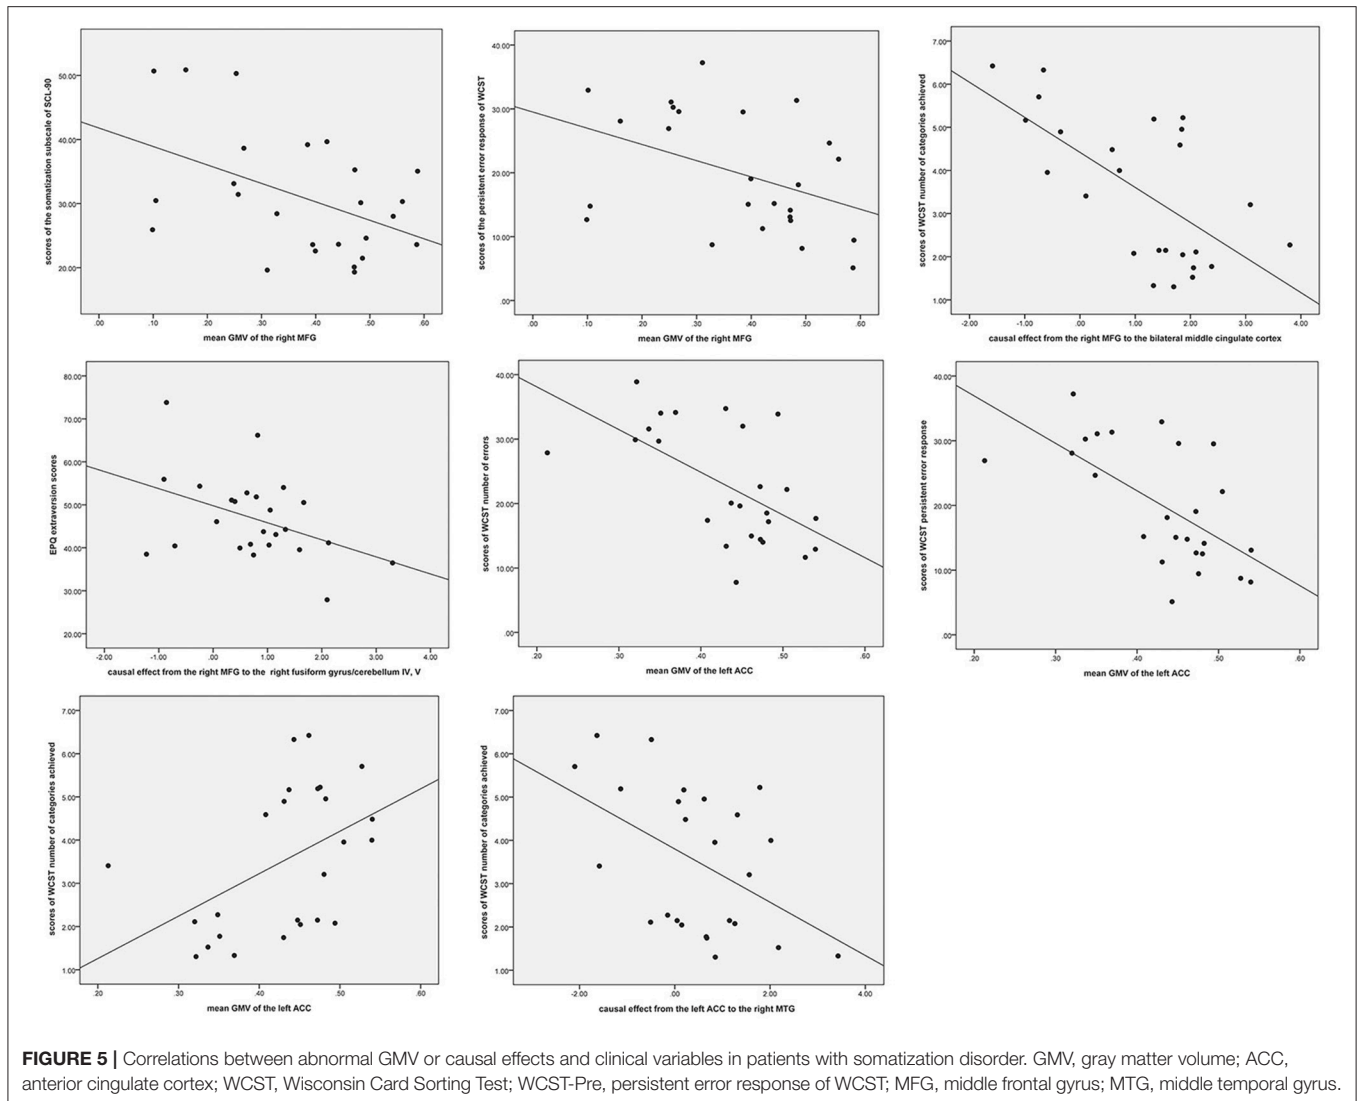 scores of the somatization subscale of SCL-90
50.00
40.00
30.00
20.00
.00 .10 .20 .30 .40 .50 .60
mean GMV of the right MFG
scores of the persistent error response of WCST
40.00
30.00
20.00
10.00
.00
.00 .10 .20 .30 .40 .50 .60
mean GMV of the right MFG
scores of WCST number of categories achieved
7.00
6.00
5.00
4.00
3.00
2.00
1.00
-2.00 -1.00 .00 1.00 2.00 3.00 4.00
causal effect from the right MFG to the bilateral middle cingulate cortex
EPQ extraversion scores
80.00
70.00
60.00
50.00
40.00
30.00
20.00
-2.00 -1.00 .00 1.00 2.00 3.00 4.00
causal effect from the right MFG to the right fusiform gyrus/cerebellum IV, V
scores of WCST number of errors
40.00
30.00
20.00
10.00
.00
.20 .30 .40 .50 .60
mean GMV of the left ACC
scores of WCST persistent error response
40.00
30.00
20.00
10.00
.00
.20 .30 .40 .50 .60
mean GMV of the left ACC
scores of WCST number of categories achieved
7.00
6.00
5.00
4.00
3.00
2.00
1.00
.20 .30 .40 .50 .60
mean GMV of the left ACC
scores of WCST number of categories achieved
7.00
6.00
5.00
4.00
3.00
2.00
1.00
-2.00 .00 2.00 4.00
causal effect from the left ACC to the right MTG
FIGURE 5 | Correlations between abnormal GMV or causal effects and clinical variables in patients with somatization disorder. GMV, gray matter volume; ACC,
anterior cingulate cortex; WCST, Wisconsin Card Sorting Test; WCST-Pre, persistent error response of WCST; MFG, middle frontal gyrus; MTG, middle temporal gyrus.